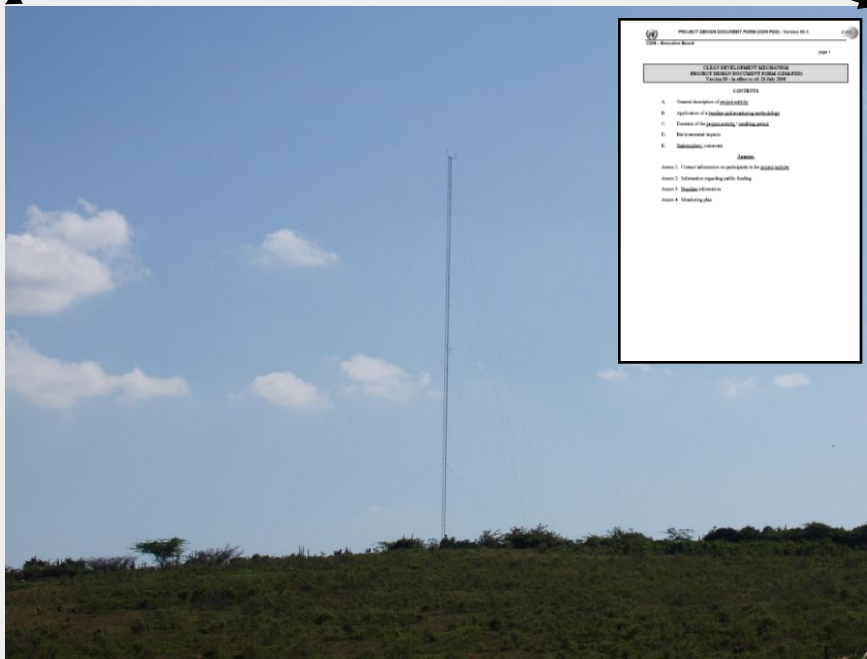 PROJECT DESIGN DOCUMENT FORM (CDM PDD) - Version 03.1.
CDM – Executive Board
page 1
CLEAN DEVELOPMENT MECHANISM
PROJECT DESIGN DOCUMENT FORM (CDM-PDD)
Version 03 - in effect as of: 28 July 2006
CONTENTS
A. General description of project activity
B. Application of a baseline and monitoring methodology
C. Duration of the project activity / crediting period
D. Environmental impacts
E. Stakeholders' comments
Annexes
Annex 1: Contact information on participants in the project activity
Annex 2: Information regarding public funding
Annex 3: Baseline information
Annex 4: Monitoring plan